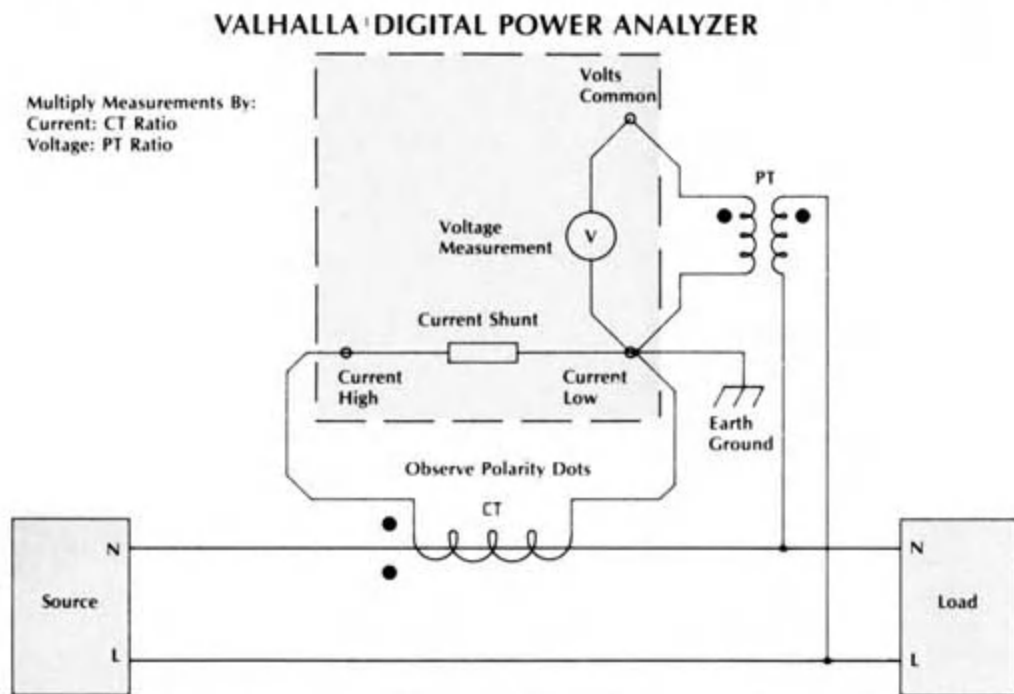 VALHALLA DIGITAL POWER ANALYZER
Multiply Measurements By:
Current: CT Ratio
Voltage: PT Ratio
Volts
Common
PT
Voltage
Measurement
V
Current Shunt
Current
High
Current
Low
Earth
Ground
Observe Polarity Dots
CT
N
N
Source
Load
L
L